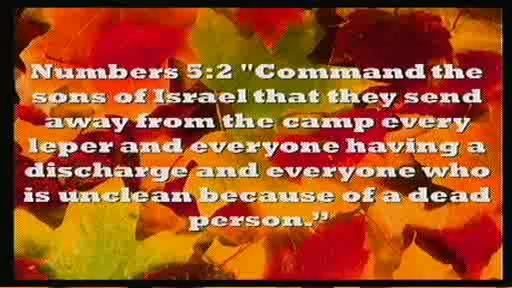 Numbers 5:2 "Command the
sons of Israel that they send
away from the camp every
leper and everyone having a
discharge and everyone who
is unclean because of a dead
person.”